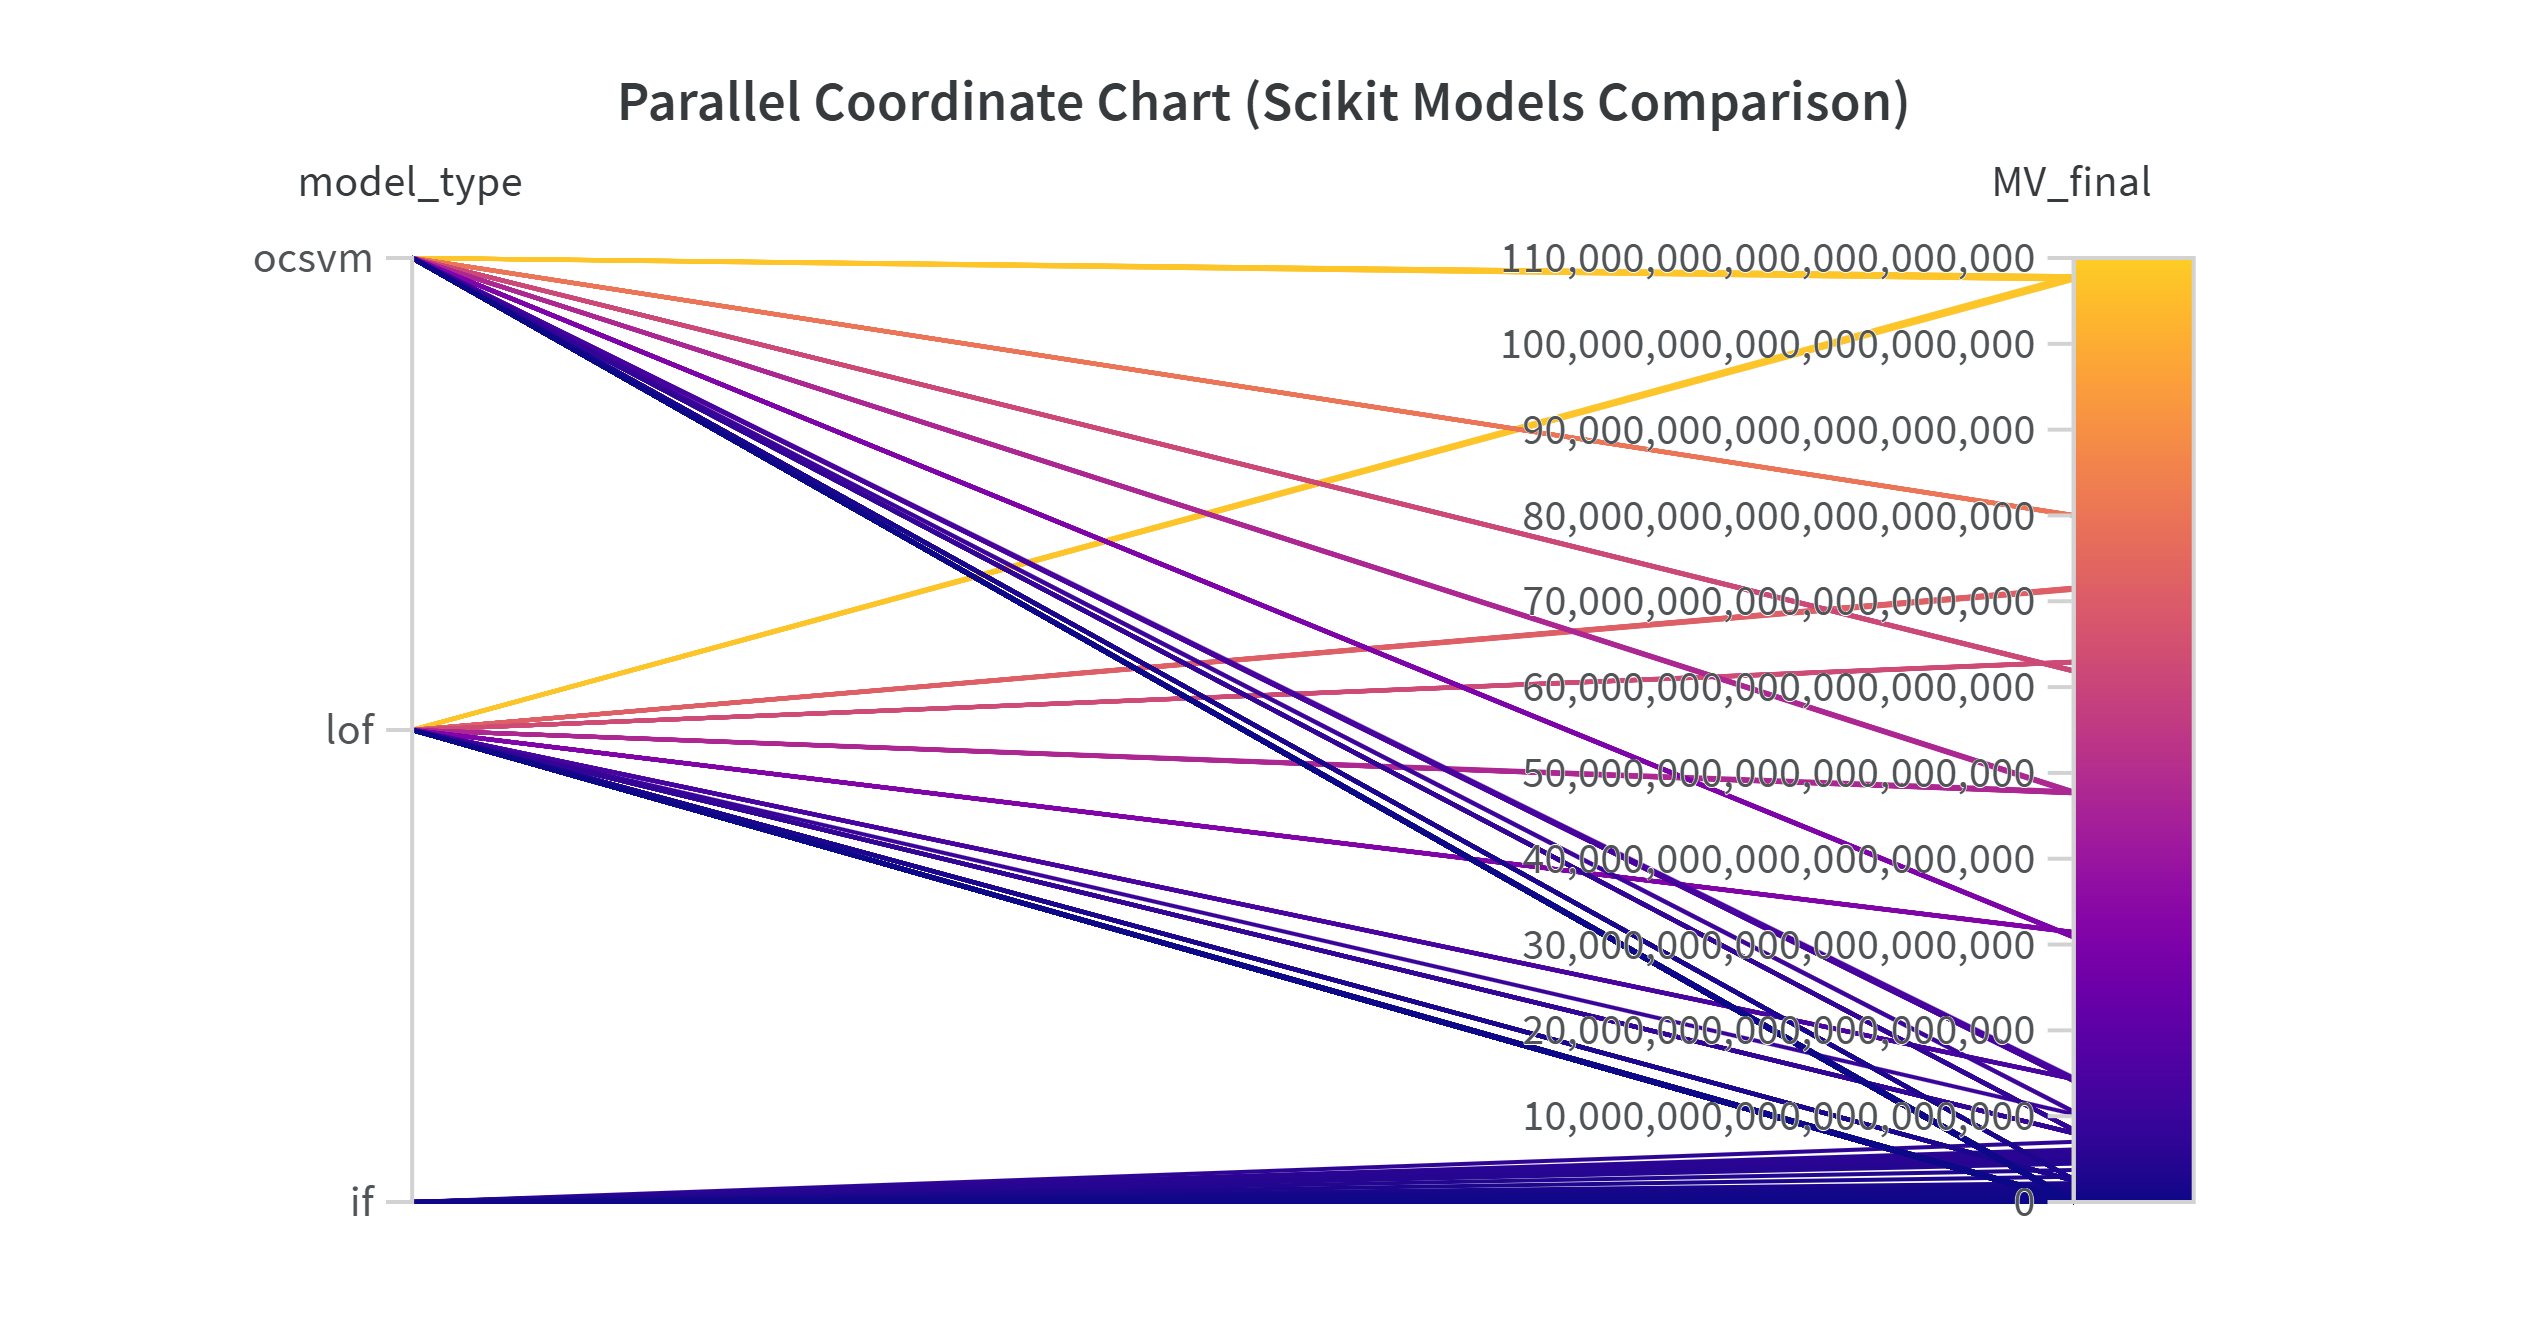 Parallel Coordinate Chart (Scikit Models Comparison)
model_type
MV_final
ocsvm
lof
if
110,000,000,000,000,000,000
100,000,000,000,000,000,000
90,000,000,000,000,000,000
80,000,000,000,000,000,000
70,000,000,000,000,000,000
60,000,000,000,000,000,000
50,000,000,000,000,000,000
40,000,000,000,000,000,000
30,000,000,000,000,000,000
20,000,000,000,000,000,000
10,000,000,000,000,000,000
0